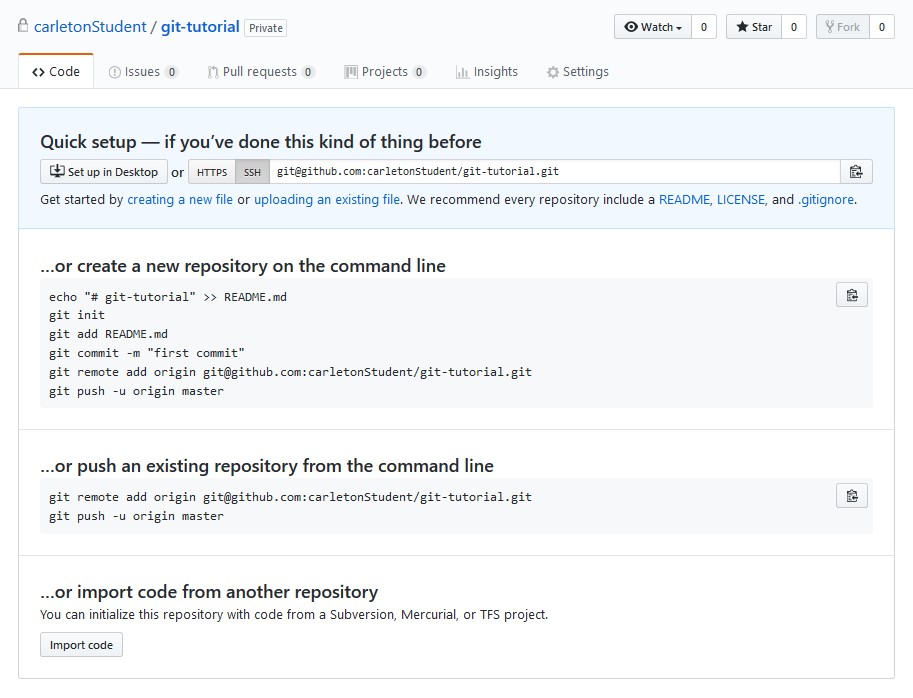 carletonStudent / git-tutorial Private
Watch 0 Star 0 Fork 0
Code Issues 0 Pull requests 0 Projects 0 Insights Settings
Quick setup — if you’ve done this kind of thing before
Set up in Desktop or HTTPS SSH git@github.com:carletonStudent/git-tutorial.git
Get started by creating a new file or uploading an existing file. We recommend every repository include a README, LICENSE, and .gitignore.
…or create a new repository on the command line
echo "# git-tutorial" >> README.md
git init
git add README.md
git commit -m "first commit"
git remote add origin git@github.com:carletonStudent/git-tutorial.git
git push -u origin master
…or push an existing repository from the command line
git remote add origin git@github.com:carletonStudent/git-tutorial.git
git push -u origin master
…or import code from another repository
You can initialize this repository with code from a Subversion, Mercurial, or TFS project.
Import code